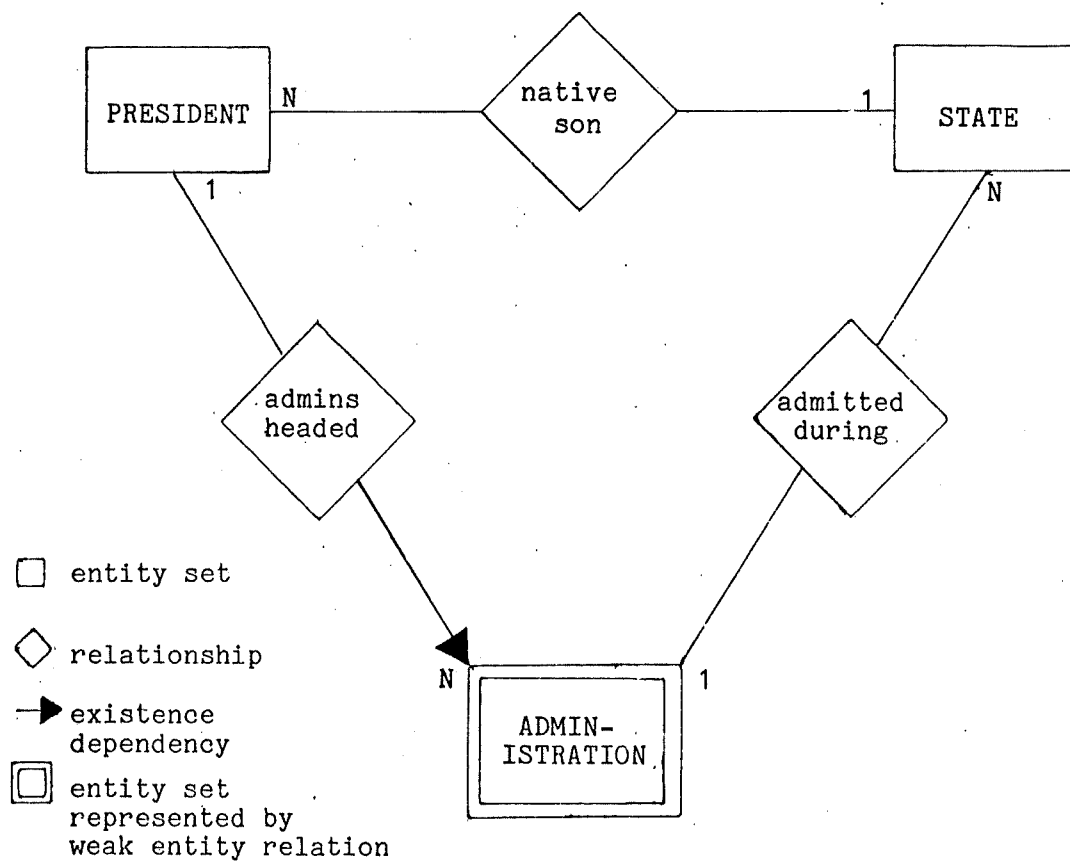 PRESIDENT
N
native
son
1
STATE
1
N
admins
headed
admitted
during
N
1
ADMIN-
ISTRATION
entity set
relationship
existence
dependency
entity set
represented by
weak entity relation